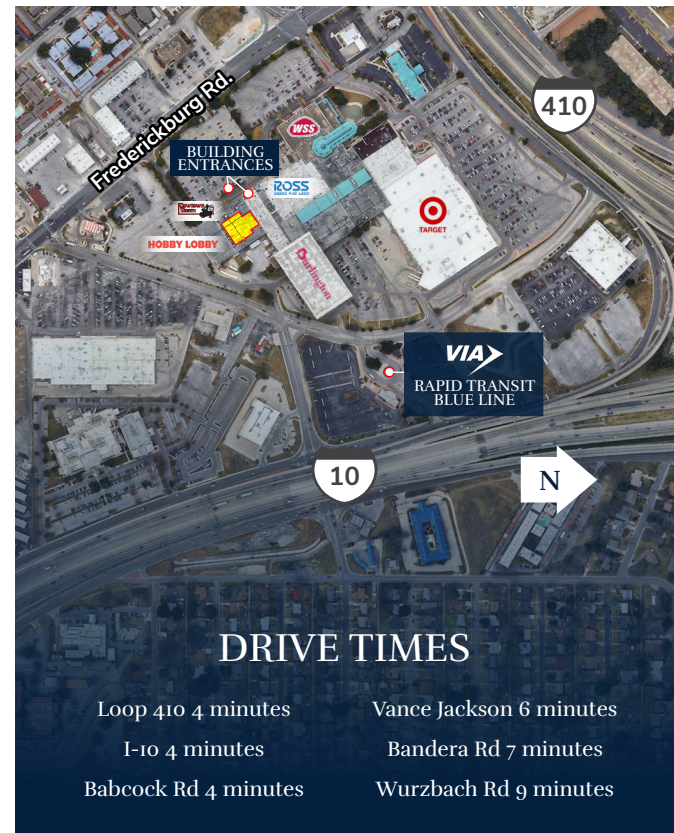 410
Frederickburg Rd.
WSS
BUILDING
ENTRANCES
ROSS
DRESS FOR LESS
HOBBY LOBBY
TARGET
Burlington
VIA
RAPID TRANSIT
BLUE LINE
10
N
DRIVE TIMES
Loop 410 4 minutes
Vance Jackson 6 minutes
I-10 4 minutes
Bandera Rd 7 minutes
Babcock Rd 4 minutes
Wurzbach Rd 9 minutes